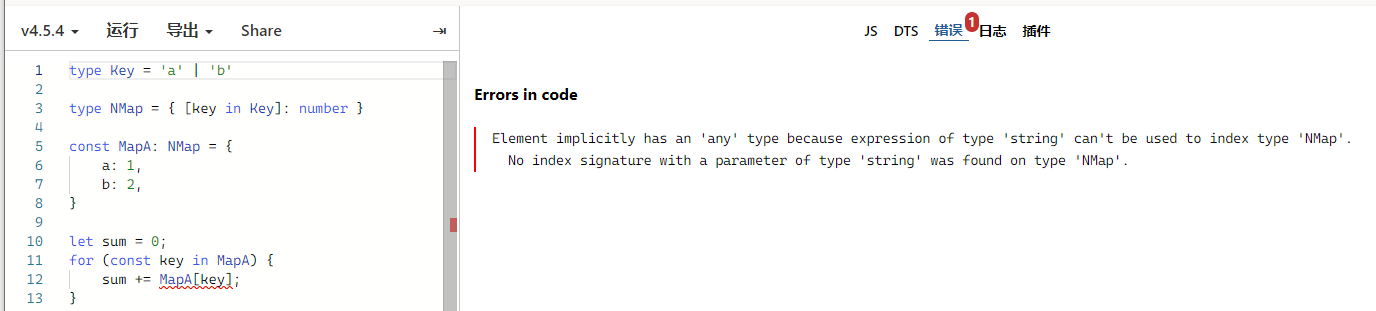 v4.5.4 运行 导出 Share
JS DTS 错误 1 日志 插件
1 type Key = 'a' | 'b'
2
3 type NMap = { [key in Key]: number }
4
5 const MapA: NMap = {
6 a: 1,
7 b: 2,
8 }
9
10 let sum = 0;
11 for (const key in MapA) {
12 sum += MapA[key];
13 }
Errors in code
Element implicitly has an 'any' type because expression of type 'string' can't be used to index type 'NMap'.
No index signature with a parameter of type 'string' was found on type 'NMap'.